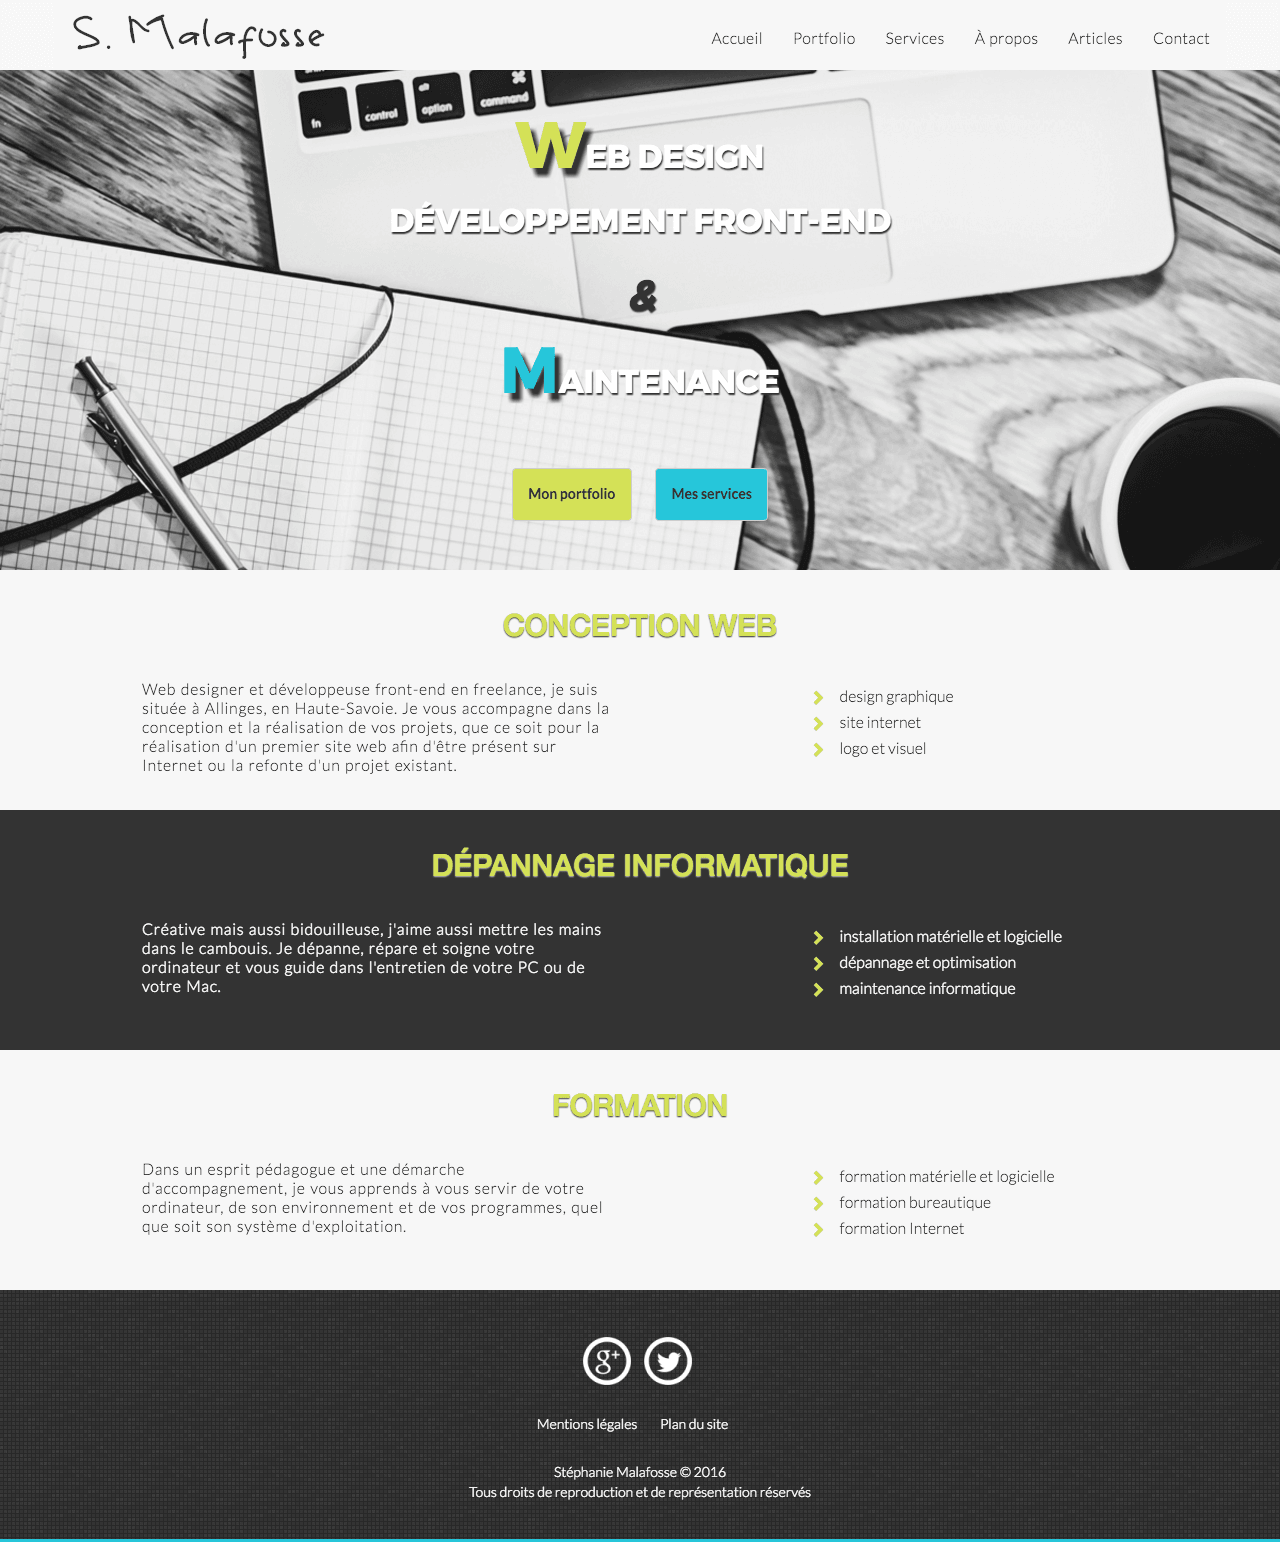 S. Malafosse
Accueil Portfolio Services À propos Articles Contact
fn control alt option command
WEB DESIGN
DÉVELOPPEMENT FRONT-END
&
MAINTENANCE
Mon portfolio Mes services
CONCEPTION WEB
Web designer et développeuse front-end en freelance, je suis
située à Allinges, en Haute-Savoie. Je vous accompagne dans la
conception et la réalisation de vos projets, que ce soit pour la
réalisation d'un premier site web afin d'être présent sur
Internet ou la refonte d'un projet existant.
design graphique
site internet
logo et visuel
DÉPANNAGE INFORMATIQUE
Créative mais aussi bidouilleuse, j'aime aussi mettre les mains
dans le cambouis. Je dépanne, répare et soigne votre
ordinateur et vous guide dans l'entretien de votre PC ou de
votre Mac.
installation matérielle et logicielle
dépannage et optimisation
maintenance informatique
FORMATION
Dans un esprit pédagogue et une démarche
d'accompagnement, je vous apprends à vous servir de votre
ordinateur, de son environnement et de vos programmes, quel
que soit son système d'exploitation.
formation matérielle et logicielle
formation bureautique
formation Internet
g+
Mentions légales Plan du site
Stéphanie Malafosse © 2016
Tous droits de reproduction et de représentation réservés